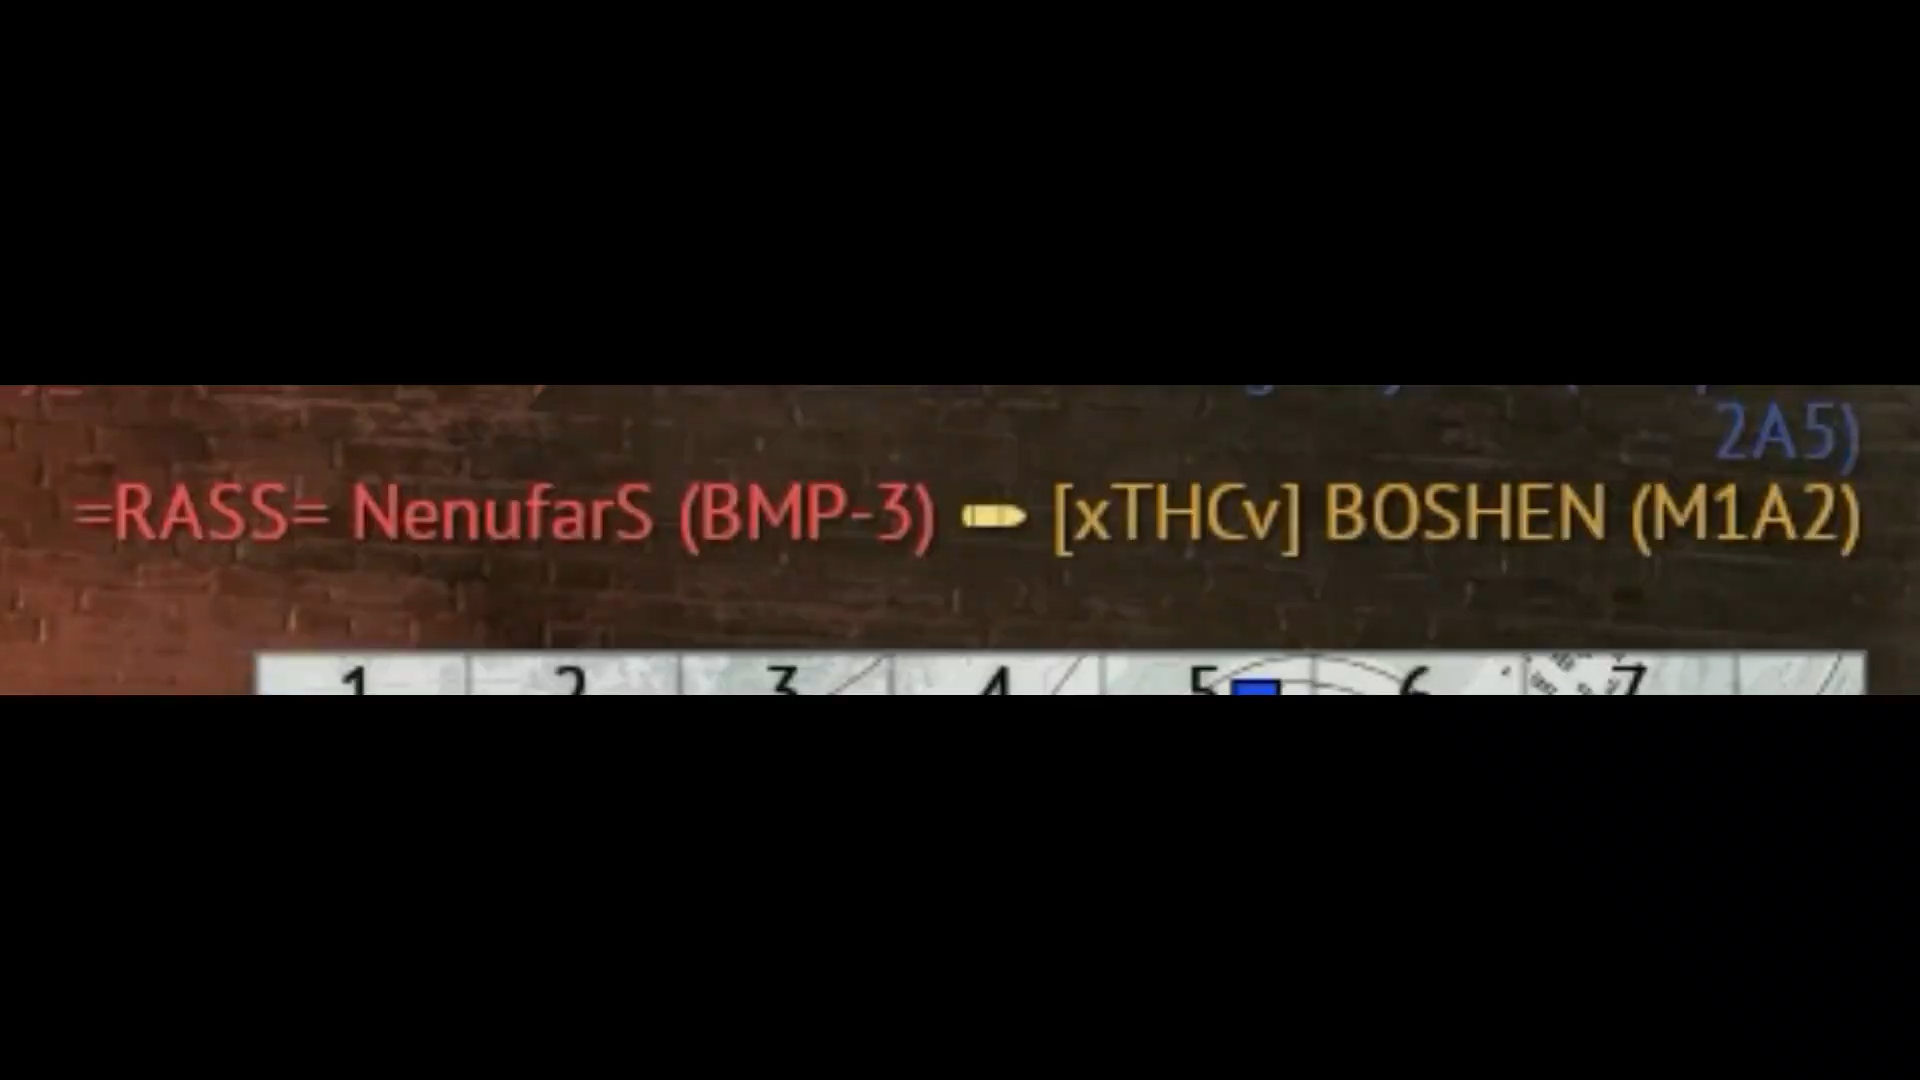 2A5)
=RASS= NenufarS (BMP-3) [xTHCv] BOSHEN (M1A2)
1 2 3 4 5 6 7